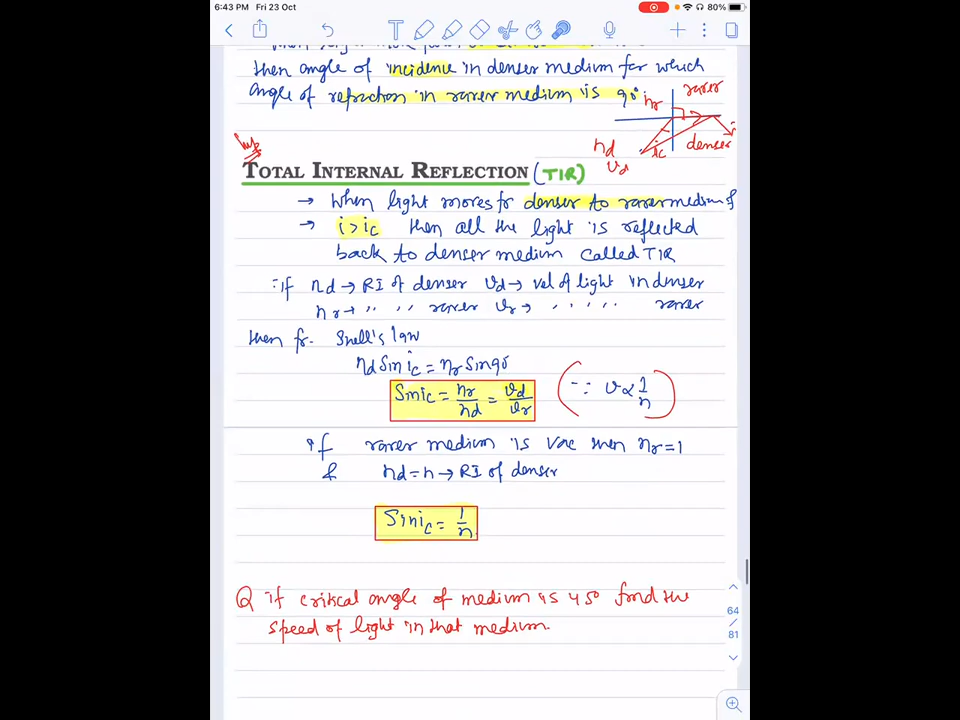 6:43 PM Fri 23 Oct
80%
then angle of incidence in denser medium for which
angle of refraction in rarer medium is 90°
nr
rarer
nd
ic
denser
vd
Imp
TOTAL INTERNAL REFLECTION (TIR)
→ When light moves fr denser to rarer medium &
→ i > ic then all the light is reflected
back to denser medium called TIR
∴ if nd → RI of denser vd → vel of light in denser
nr → ,, ,, rarer vr → ,, ,, ,, rarer
then fr. Snell's law
nd Sin ic = nr Sin 90
Sin ic = nr/nd = vd/vr
(∵ v ∝ 1/n)
if rarer medium is vac then nr = 1
& nd = n → RI of denser
Sin ic = 1/n
Q if critical angle of medium is 45° find the
speed of light in that medium.
64
/
81